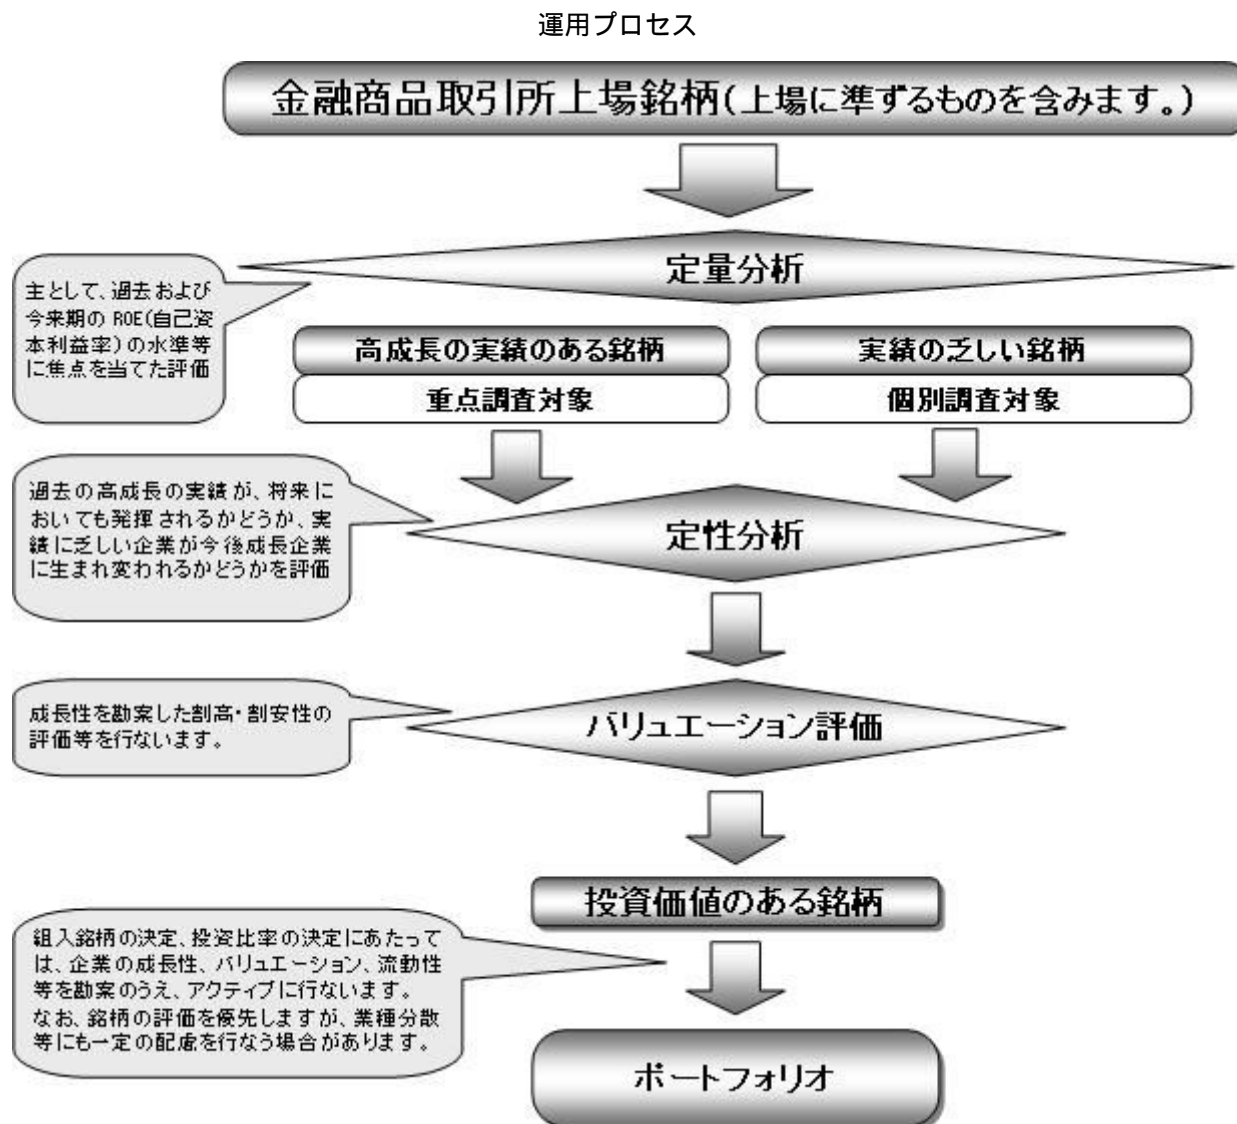 運用プロセス
金融商品取引所上場銘柄(上場に準ずるものを含みます。)
定量分析
主として、過去および
今来期の ROE(自己資
本利益率)の水準等
に焦点を当てた評価
高成長の実績のある銘柄
実績の乏しい銘柄
重点調査対象
個別調査対象
過去の高成長の実績が、将来に
おいても発揮されるかどうか、実
績に乏しい企業が今後成長企業
に生まれ変われるかどうかを評価
定性分析
成長性を勘案した割高・割安性の
評価等を行ないます。
バリュエーション評価
投資価値のある銘柄
組入銘柄の決定、投資比率の決定にあたって
は、企業の成長性、バリュエーション、流動性
等を勘案のうえ、アクティブに行ないます。
なお、銘柄の評価を優先しますが、業種分散
等にも一定の配慮を行なう場合があります。
ポートフォリオ